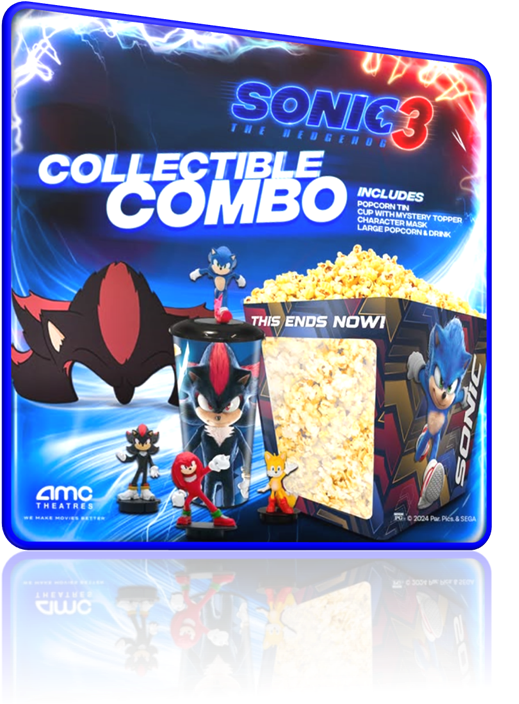 SONIC 3
THE HEDGEHOG
COLLECTIBLE
COMBO
INCLUDES
POPCORN TIN
CUP WITH MYSTERY TOPPER
CHARACTER MASK
LARGE POPCORN & DRINK
THIS ENDS NOW!
SONIC
amc
THEATRES
WE MAKE MOVIES BETTER
PG © 2024 Par. Pics. & SEGA